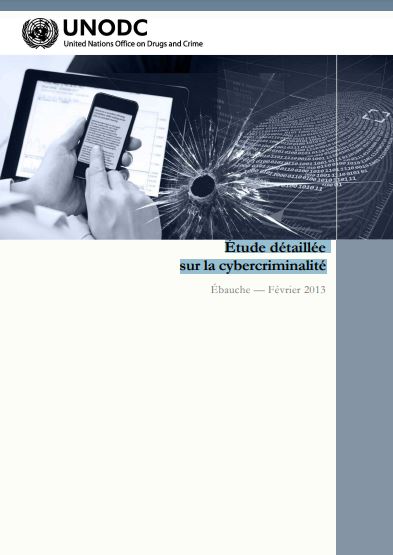 UNODC
United Nations Office on Drugs and Crime
Étude détaillée
sur la cybercriminalité
Ébauche — Février 2013